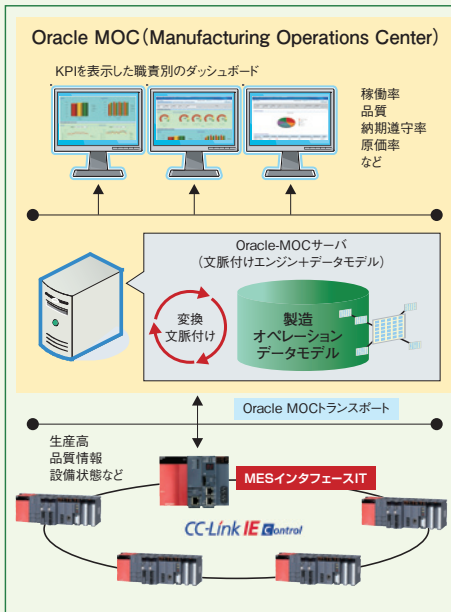 Oracle MOC（Manufacturing Operations Center）
KPIを表示した職責別のダッシュボード
稼働率
品質
納期遵守率
原価率
など
Oracle-MOCサーバ
（文脈付けエンジン＋データモデル）
変換
文脈付け
製造
オペレーション
データモデル
Oracle MOCトランスポート
生産高
品質情報
設備状態など
MESインタフェースIT
CC-Link IE Control